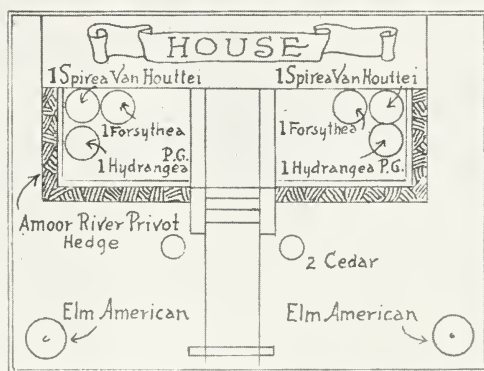 HOUSE
1 Spirea Van Houttei
1 Spirea Van Houttei
1 Forsythea
1 Hydrangea P.G.
1 Forsythea
1 Hydrangea P.G.
Amoor River Privot
Hedge
2 Cedar
Elm American
Elm American